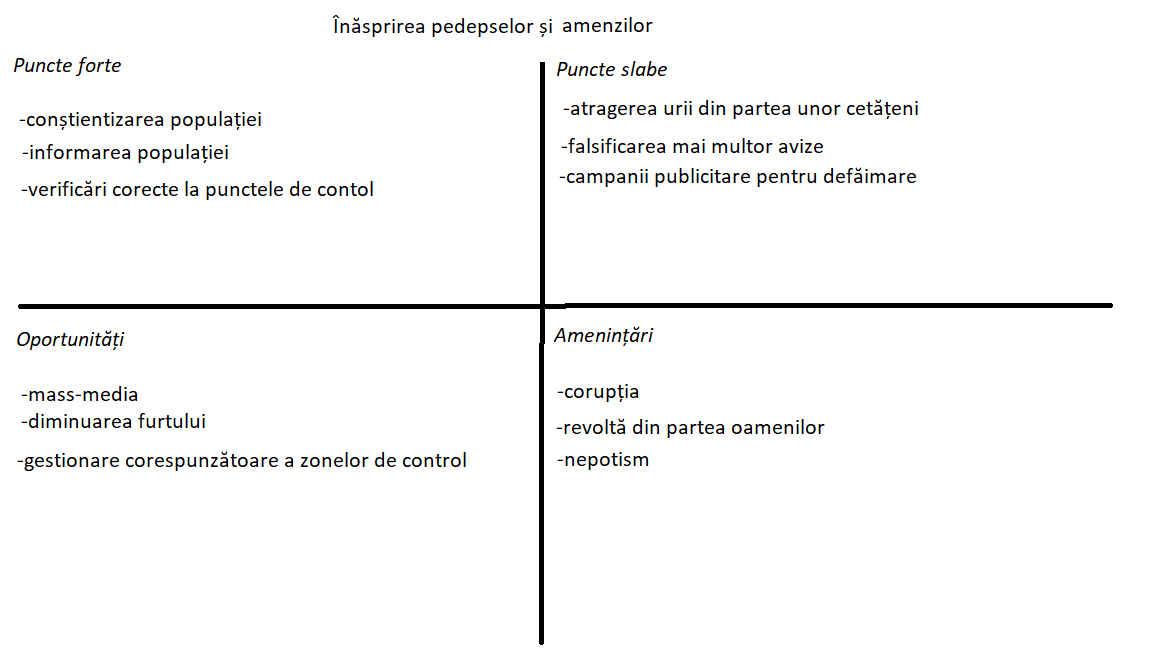 Înăsprirea pedepselor și amenzilor
Puncte forte
-conștientizarea populației
-informarea populației
-verificări corecte la punctele de contol
Puncte slabe
-atragerea urii din partea unor cetățeni
-falsificarea mai multor avize
-campanii publicitare pentru defăimare
Oportunități
-mass-media
-diminuarea furtului
-gestionare corespunzătoare a zonelor de control
Amenințări
-corupția
-revoltă din partea oamenilor
-nepotism